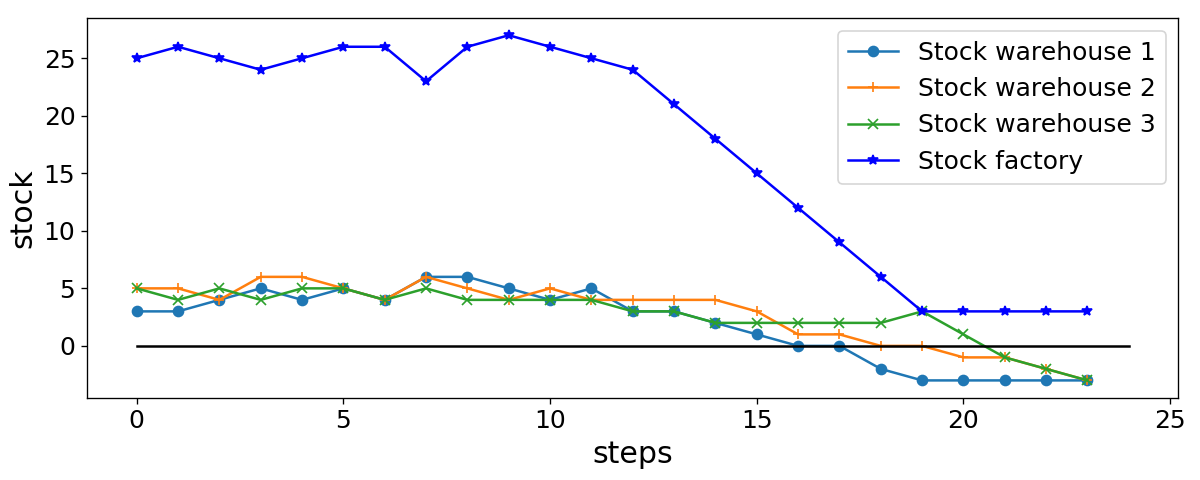 25
20
15
10
5
0
stock
Stock warehouse 1
Stock warehouse 2
Stock warehouse 3
Stock factory
0 5 10 15 20 25
steps